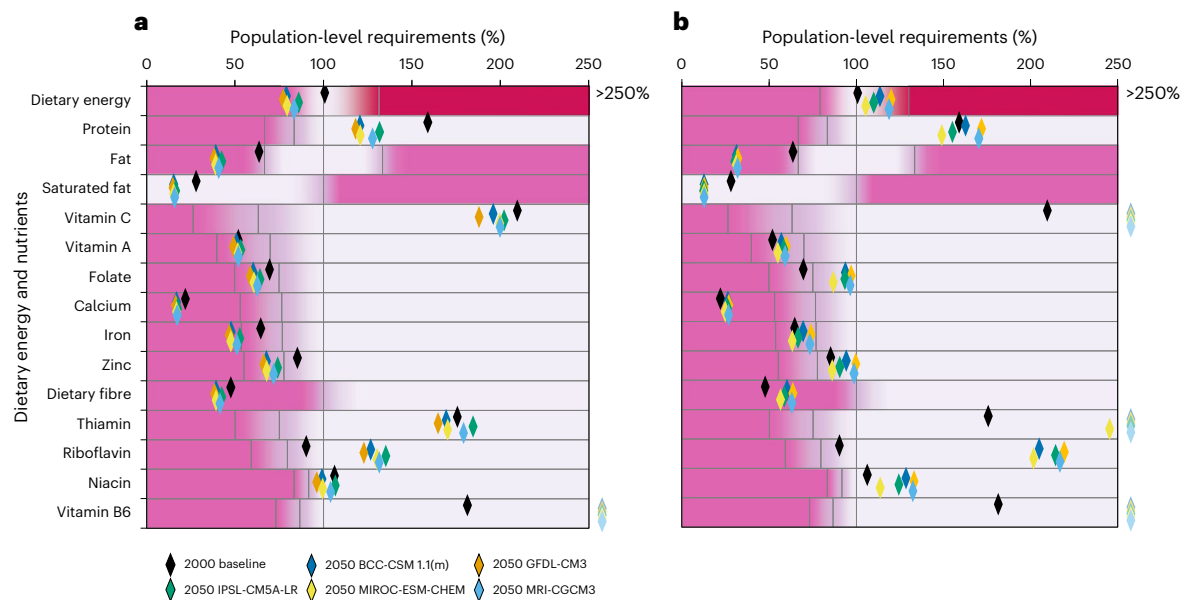 a
b
Population-level requirements (%)
Population-level requirements (%)
0 50 100 150 200 250
0 50 100 150 200 250
>250%
>250%
Dietary energy and nutrients
Dietary energy
Protein
Fat
Saturated fat
Vitamin C
Vitamin A
Folate
Calcium
Iron
Zinc
Dietary fibre
Thiamin
Riboflavin
Niacin
Vitamin B6
2000 baseline 2050 BCC-CSM 1.1(m) 2050 GFDL-CM3
2050 IPSL-CM5A-LR 2050 MIROC-ESM-CHEM 2050 MRI-CGCM3